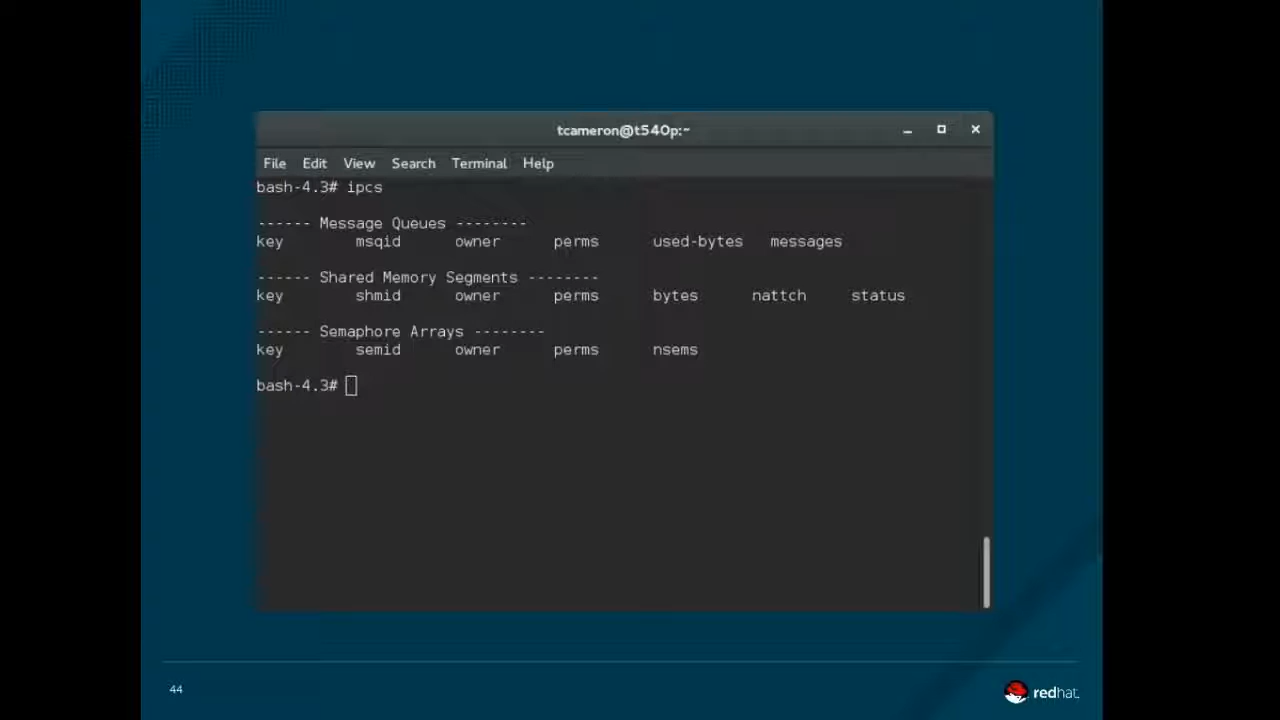 tcameron@t540p:~
File Edit View Search Terminal Help
bash-4.3# ipcs
------ Message Queues --------
key        msqid      owner      perms      used-bytes   messages
------ Shared Memory Segments --------
key        shmid      owner      perms      bytes      nattch     status
------ Semaphore Arrays --------
key        semid      owner      perms      nsems
bash-4.3#
44
redhat.